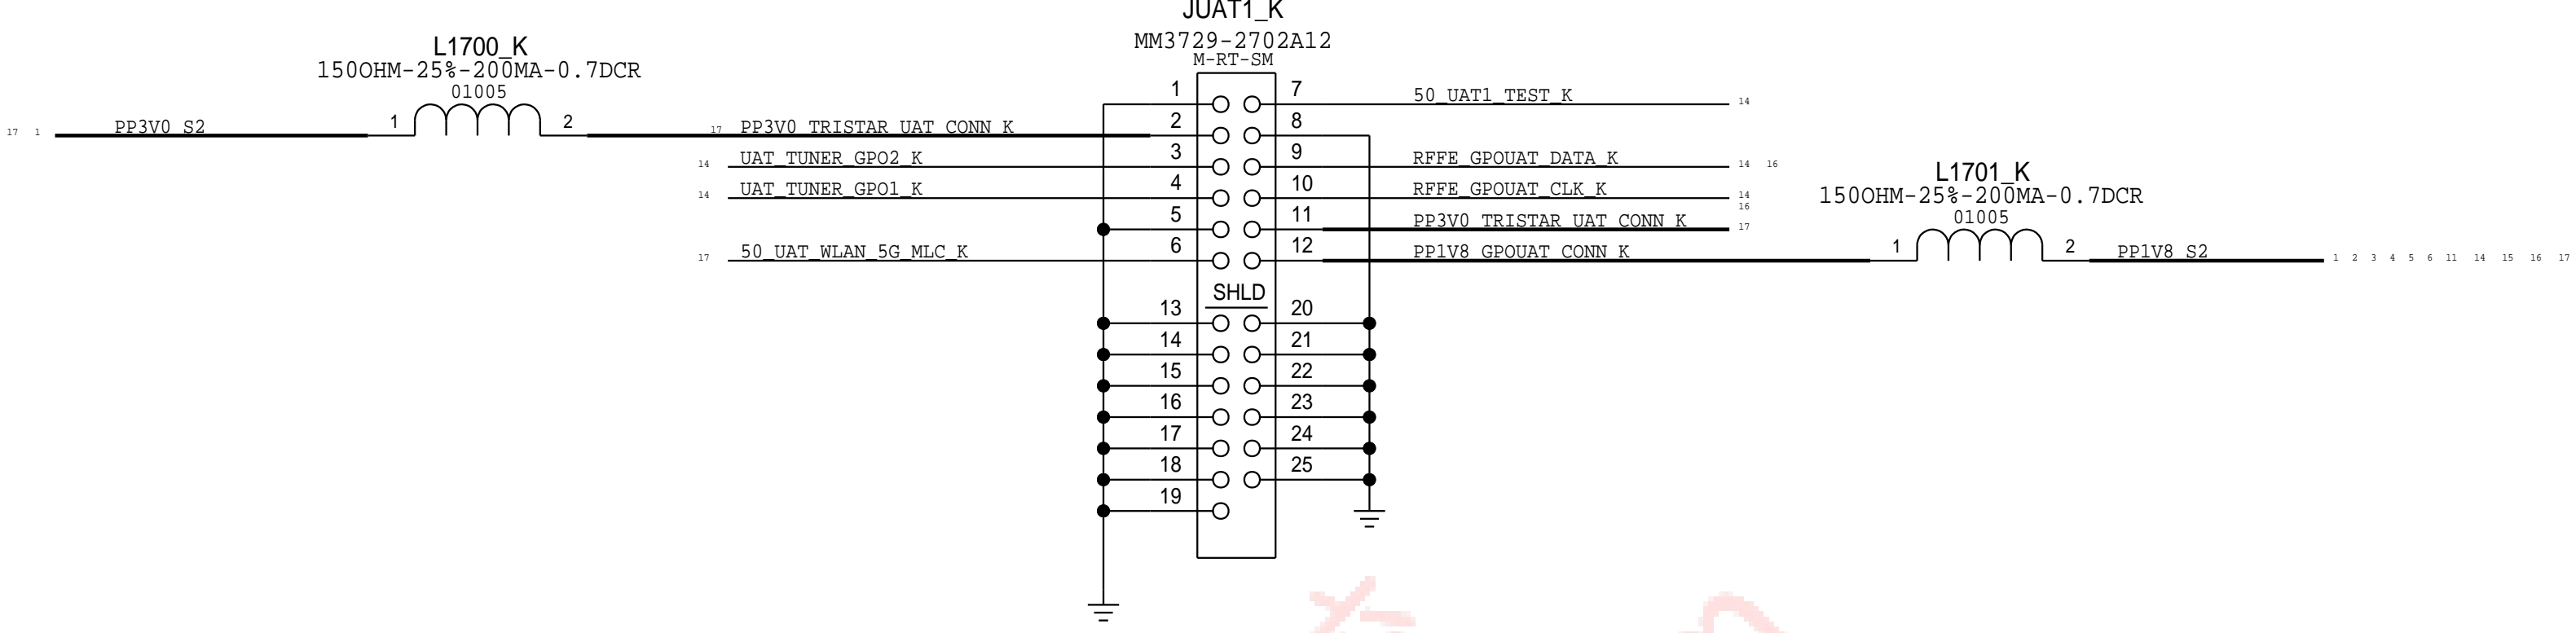 JUAT1_K
MM3729-2702A12
M-RT-SM
L1700_K
150OHM-25%-200MA-0.7DCR
01005
17 1 PP3V0_S2 1 2 17 PP3V0_TRISTAR_UAT_CONN_K
1 7 50_UAT1_TEST_K 14
2 8
14 UAT_TUNER_GPO2_K 3 9 RFFE_GPOUAT_DATA_K 14 16
14 UAT_TUNER_GPO1_K 4 10 RFFE_GPOUAT_CLK_K 14
16
5 11 PP3V0_TRISTAR_UAT_CONN_K 17
17 50_UAT_WLAN_5G_MLC_K 6 12 PP1V8_GPOUAT_CONN_K
L1701_K
150OHM-25%-200MA-0.7DCR
01005
1 2 PP1V8_S2 1 2 3 4 5 6 11 14 15 16 17
SHLD
13 20
14 21
15 22
16 23
17 24
18 25
19